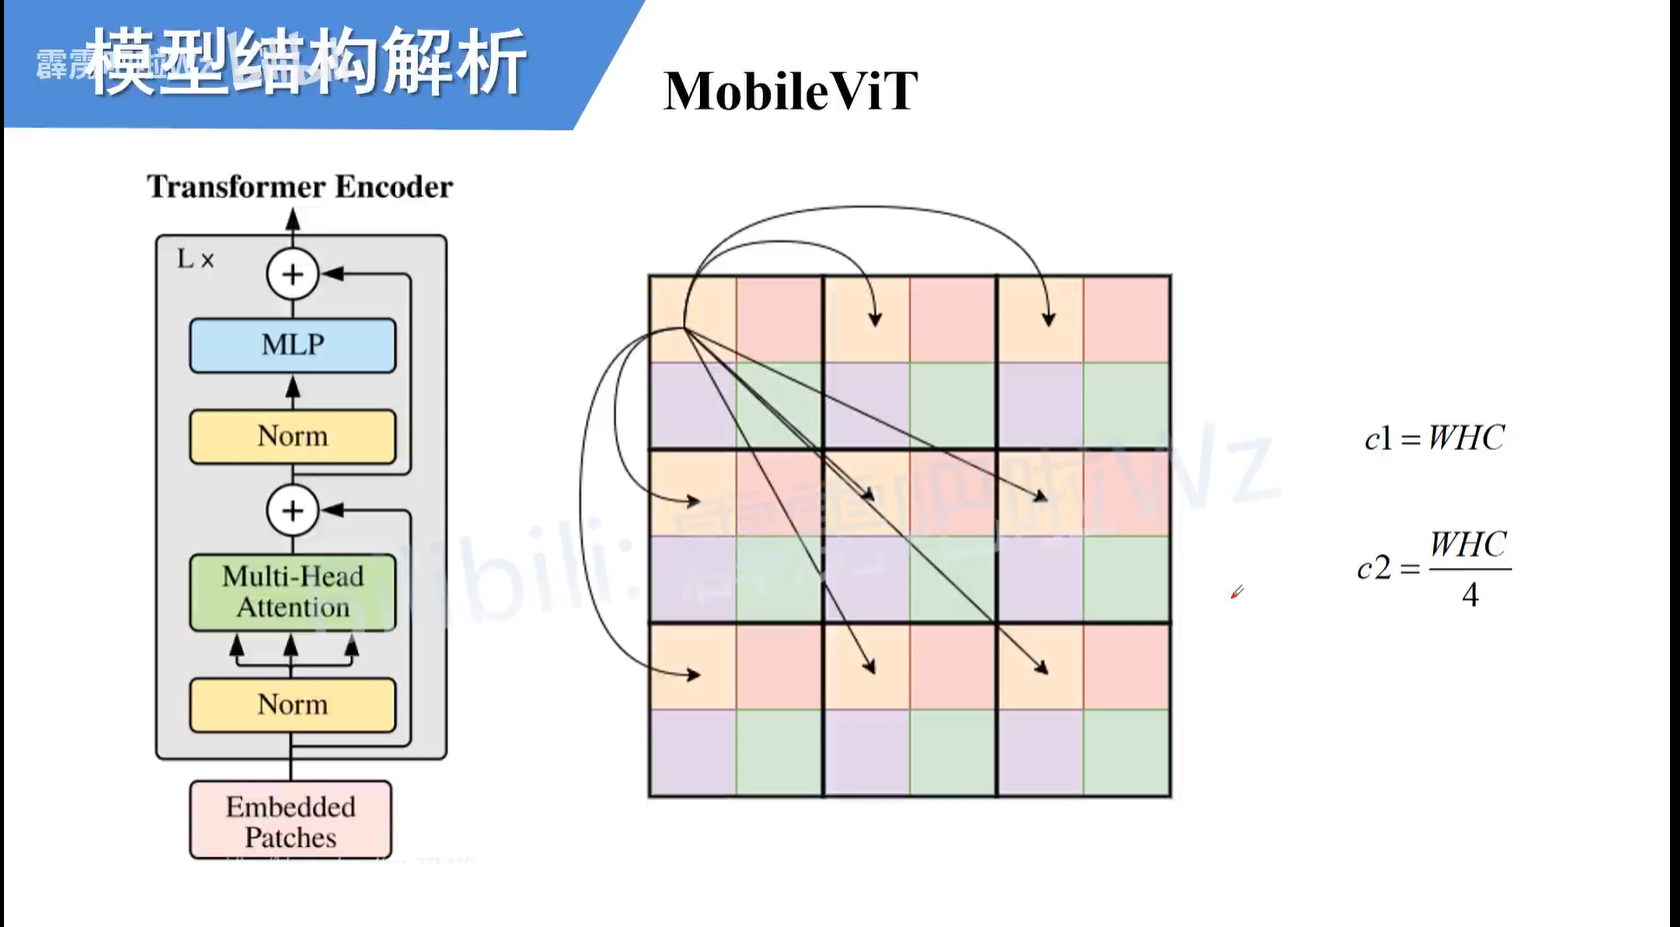 模型结构解析
MobileViT
Transformer Encoder
L x
+
MLP
Norm
+
Multi-Head
Attention
Norm
Embedded
Patches
c1 = WHC
c2 = WHC
4
bilibili: 霹雳吧啦Wz